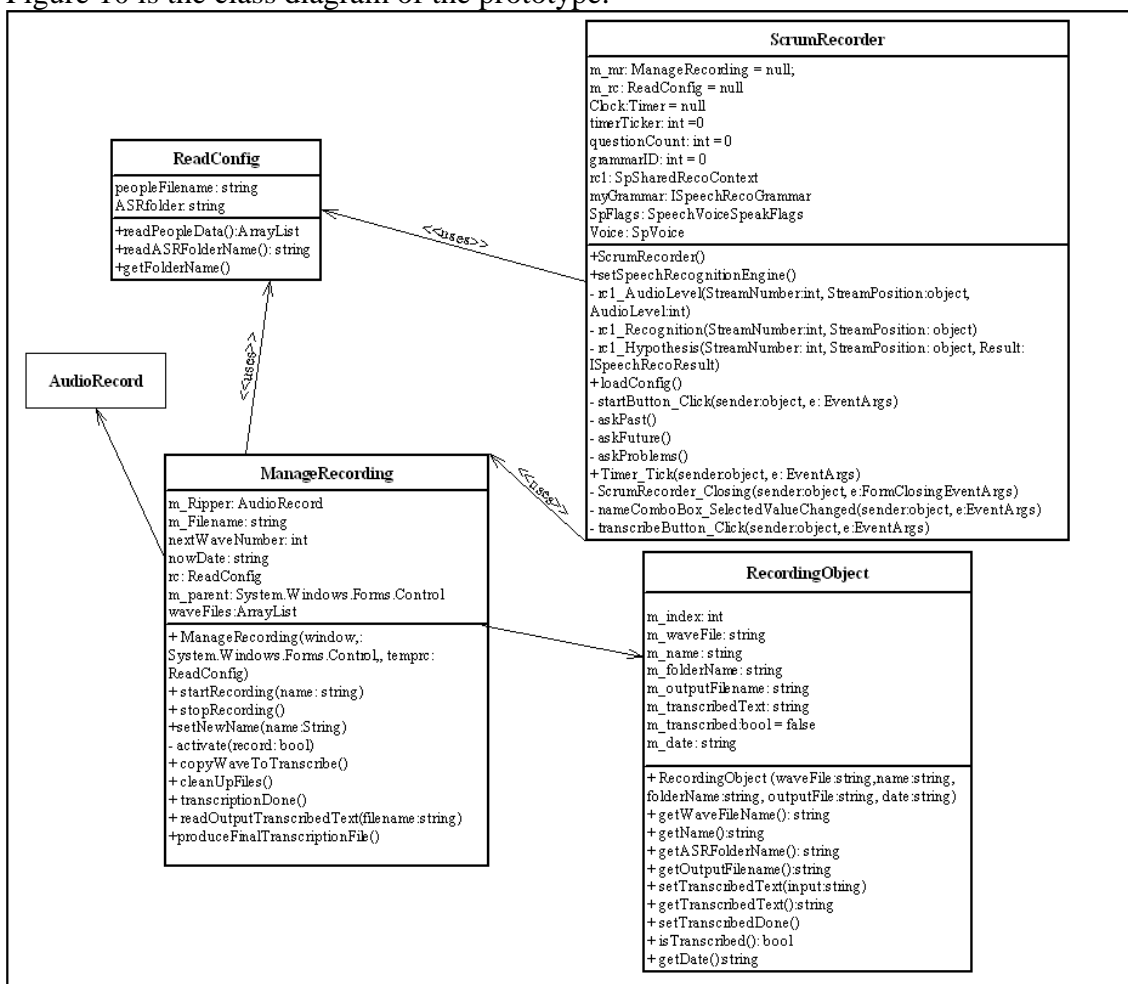 Figure 16 is the class diagram of the prototype.
ScrumRecorder
m_mr: ManageRecording = null;
m_rc: ReadConfig = null
Clock:Timer = null
timerTicker: int =0
questionCount: int = 0
grammarID: int = 0
rc1: SpSharedRecoContext
myGrammar: ISpeechRecoGrammar
SpFlags: SpeechVoiceSpeakFlags
Voice: SpVoice
+ScrumRecorder()
+setSpeechRecognitionEngine()
- rc1_AudioLevel(StreamNumber:int, StreamPosition:object,
AudioLevel:int)
- rc1_Recognition(StreamNumber:int, StreamPosition: object)
- rc1_Hypothesis(StreamNumber: int, StreamPosition: object, Result:
ISpeechRecoResult)
+loadConfig()
- startButton_Click(sender:object, e: EventArgs)
- askPast()
- askFuture()
- askProblems()
+Timer_Tick(sender:object, e: EventArgs)
- ScrumRecorder_Closing(sender:object, e:FormClosingEventArgs)
- nameComboBox_SelectedValueChanged(sender:object, e:EventArgs)
- transcribeButton_Click(sender:object, e:EventArgs)
ReadConfig
peopleFilename: string
ASRfolder: string
+readPeopleData():ArrayList
+readASRFolderName(): string
+getFolderName()
<<uses>>
<<uses>>
<<uses>>
AudioRecord
ManageRecording
m_Ripper: AudioRecord
m_Filename: string
nextWaveNumber: int
nowDate: string
rc: ReadConfig
m_parent: System.Windows.Forms.Control
waveFiles:ArrayList
+ ManageRecording(window,:
System.Windows.Forms.Control,, temprc:
ReadConfig)
+ startRecording(name: string)
+ stopRecording()
+setNewName(name:String)
- activate(record: bool)
+ copyWaveToTranscribe()
+ cleanUpFiles()
+ transcriptionDone()
+ readOutputTranscribedText(filename:string)
+produceFinalTranscriptionFile()
RecordingObject
m_index: int
m_waveFile: string
m_name: string
m_folderName: string
m_outputFilename: string
m_transcribedText: string
m_transcribed:bool = false
m_date: string
+ RecordingObject (waveFile:string,name:string,
folderName:string, outputFile:string, date:string)
+ getWaveFileName(): string
+ getName():string
+ getASRFolderName(): string
+ getOutputFilename():string
+ setTranscribedText(input:string)
+ getTranscribedText():string
+ setTranscribedDone()
+ isTranscribed(): bool
+ getDate():string